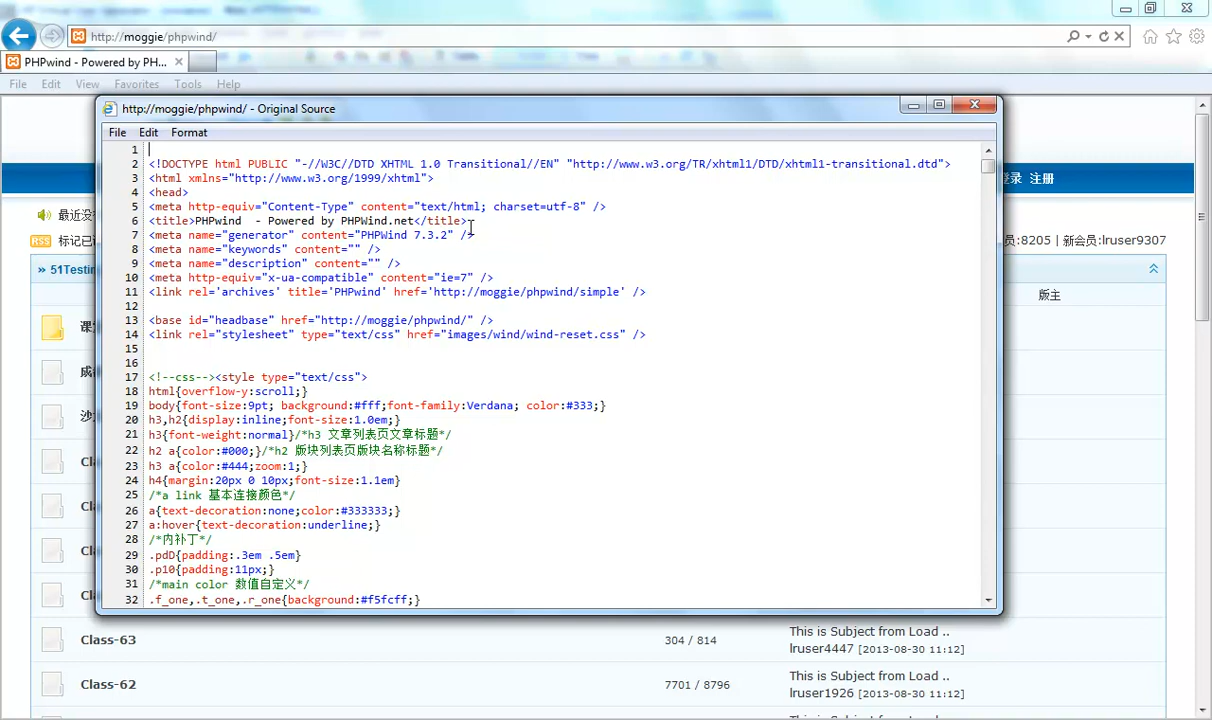 http://moggie/phpwind/
PHPwind - Powered by PH...
File Edit View Favorites Tools Help
http://moggie/phpwind/ - Original Source
File Edit Format
1
2 <!DOCTYPE html PUBLIC "-//W3C//DTD XHTML 1.0 Transitional//EN" "http://www.w3.org/TR/xhtml1/DTD/xhtml1-transitional.dtd">
3 <html xmlns="http://www.w3.org/1999/xhtml">
4 <head>
5 <meta http-equiv="Content-Type" content="text/html; charset=utf-8" />
6 <title>PHPwind  - Powered by PHPWind.net</title>
7 <meta name="generator" content="PHPWind 7.3.2" />
8 <meta name="keywords" content="" />
9 <meta name="description" content="" />
10 <meta http-equiv="x-ua-compatible" content="ie=7" />
11 <link rel='archives' title='PHPwind' href='http://moggie/phpwind/simple' />
12
13 <base id="headbase" href="http://moggie/phpwind/" />
14 <link rel="stylesheet" type="text/css" href="images/wind/wind-reset.css" />
15
16
17 <!--css--><style type="text/css">
18 html{overflow-y:scroll;}
19 body{font-size:9pt; background:#fff;font-family:Verdana; color:#333;}
20 h3,h2{display:inline;font-size:1.0em;}
21 h3{font-weight:normal}/*h3 文章列表页文章标题*/
22 h2 a{color:#000;}/*h2 版块列表页版块名称标题*/
23 h3 a{color:#444;zoom:1;}
24 h4{margin:20px 0 10px;font-size:1.1em}
25 /*a link 基本连接颜色*/
26 a{text-decoration:none;color:#333333;}
27 a:hover{text-decoration:underline;}
28 /*内补丁*/
29 .pdD{padding:.3em .5em}
30 .p10{padding:11px;}
31 /*main color 数值自定义*/
32 .f_one,.t_one,.r_one{background:#f5fcff;}
登录 注册
最近没
RSS 标记已
员:8205 | 新会员:lruser9307
» 51Testin
版主
课
成
沙
Cla
Cla
Cla
Cla
Class-63 304 / 814 This is Subject from Load ..
lruser4447 [2013-08-30 11:12]
Class-62 7701 / 8796 This is Subject from Load ..
lruser1926 [2013-08-30 11:12]